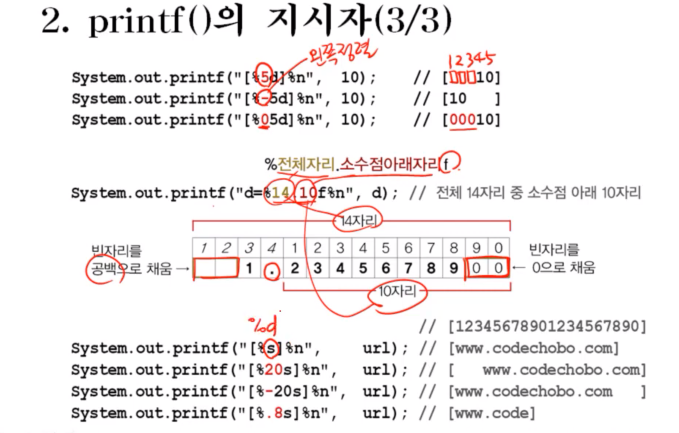 2. printf()의 지시자(3/3)
왼쪽정렬
12345
System.out.printf("[%5d]%n", 10); // [   10]
System.out.printf("[%-5d]%n", 10); // [10   ]
System.out.printf("[%05d]%n", 10); // [00010]
%전체자리.소수점아래자리f
System.out.printf("d=%14.10f%n", d); // 전체 14자리 중 소수점 아래 10자리
14자리
빈자리를 1 2 3 4 1 2 3 4 5 6 7 8 9 0 빈자리를
공백으로 채움 → 1 . 2 3 4 5 6 7 8 9 0 0 ← 0으로 채움
10자리
%d
// [12345678901234567890]
System.out.printf("[%s]%n", url); // [www.codechobo.com]
System.out.printf("[%20s]%n", url); // [   www.codechobo.com]
System.out.printf("[%-20s]%n", url); // [www.codechobo.com   ]
System.out.printf("[%.8s]%n", url); // [www.code]